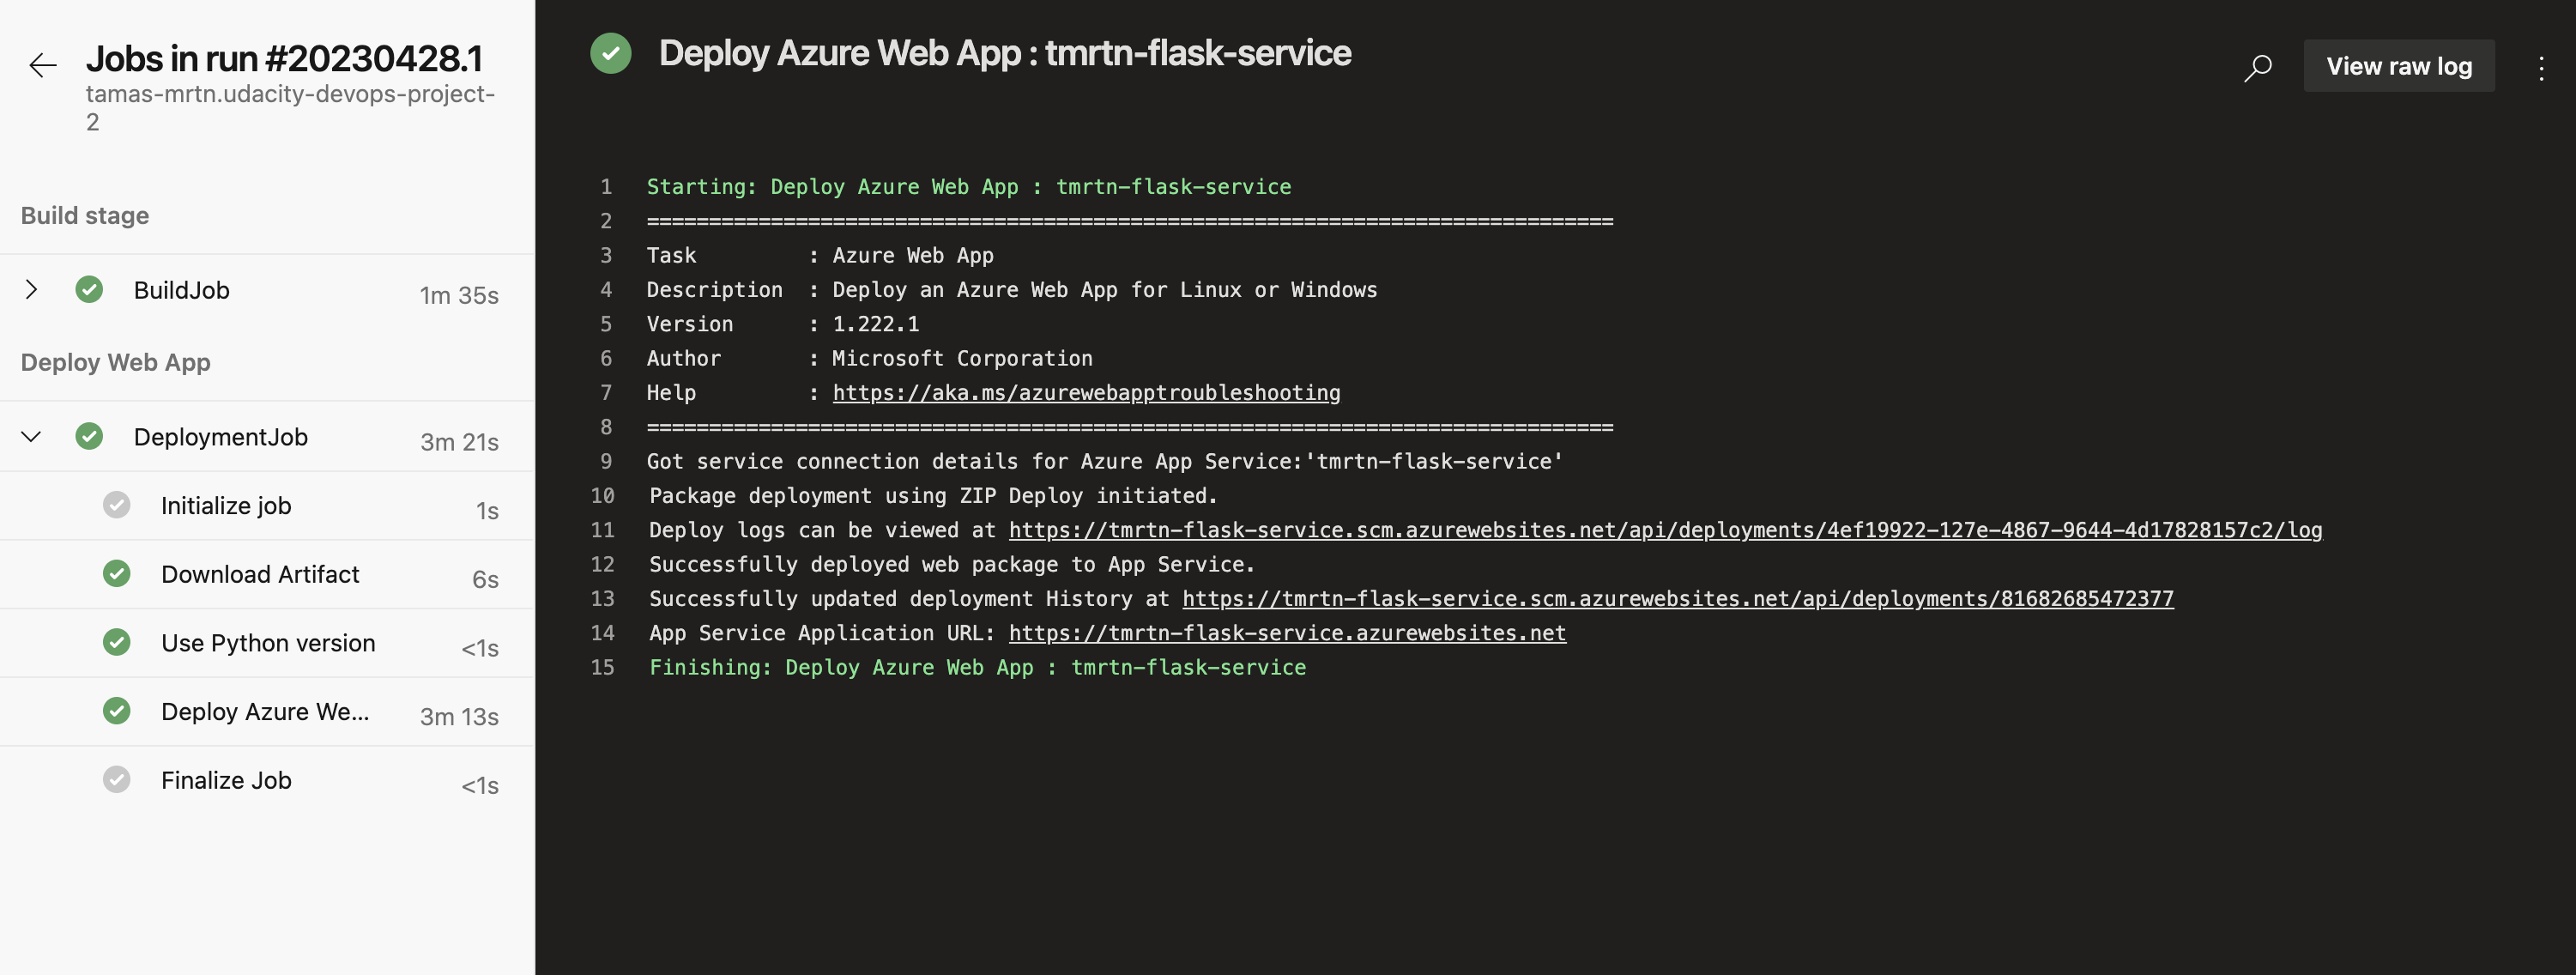 Jobs in run #20230428.1
tamas-mrtn.udacity-devops-project-
2
Build stage
BuildJob 1m 35s
Deploy Web App
DeploymentJob 3m 21s
Initialize job 1s
Download Artifact 6s
Use Python version <1s
Deploy Azure We... 3m 13s
Finalize Job <1s
Deploy Azure Web App : tmrtn-flask-service
View raw log
1 Starting: Deploy Azure Web App : tmrtn-flask-service
2 ==============================================================================
3 Task         : Azure Web App
4 Description  : Deploy an Azure Web App for Linux or Windows
5 Version      : 1.222.1
6 Author       : Microsoft Corporation
7 Help         : https://aka.ms/azurewebapptroubleshooting
8 ==============================================================================
9 Got service connection details for Azure App Service:'tmrtn-flask-service'
10 Package deployment using ZIP Deploy initiated.
11 Deploy logs can be viewed at https://tmrtn-flask-service.scm.azurewebsites.net/api/deployments/4ef19922-127e-4867-9644-4d17828157c2/log
12 Successfully deployed web package to App Service.
13 Successfully updated deployment History at https://tmrtn-flask-service.scm.azurewebsites.net/api/deployments/81682685472377
14 App Service Application URL: https://tmrtn-flask-service.azurewebsites.net
15 Finishing: Deploy Azure Web App : tmrtn-flask-service